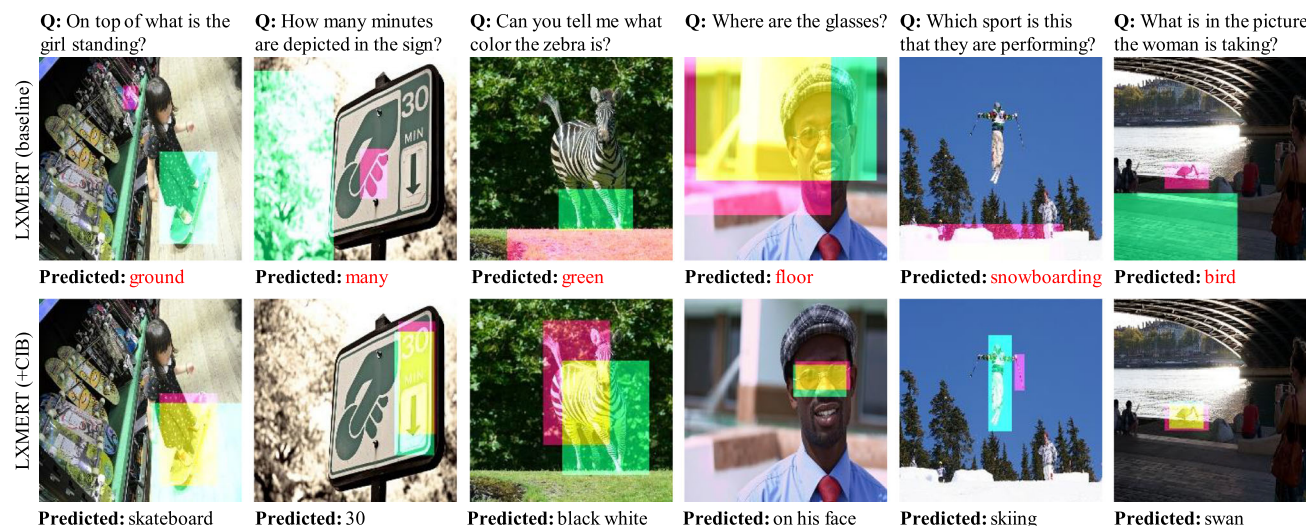 Q: On top of what is the
girl standing?
Q: How many minutes
are depicted in the sign?
Q: Can you tell me what
color the zebra is?
Q: Where are the glasses?
Q: Which sport is this
that they are performing?
Q: What is in the picture
the woman is taking?
LXMERT (baseline)
30
MIN
Predicted: ground
Predicted: many
Predicted: green
Predicted: floor
Predicted: snowboarding
Predicted: bird
LXMERT (+CIB)
30
MIN
Predicted: skateboard
Predicted: 30
Predicted: black white
Predicted: on his face
Predicted: skiing
Predicted: swan